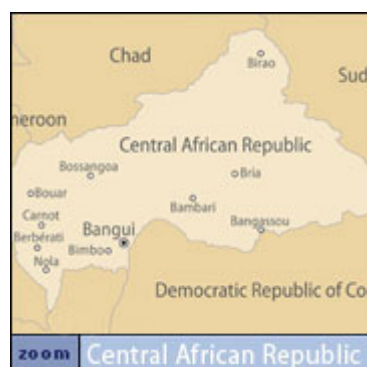 Chad
Birao
Sud
neroon
Central African Republic
Bossangoa
Bria
Bouar
Bambari
Carnot
Bangui
Bangassou
Berbérati
Bimbo
Nola
Democratic Republic of Co
zoom
Central African Republic